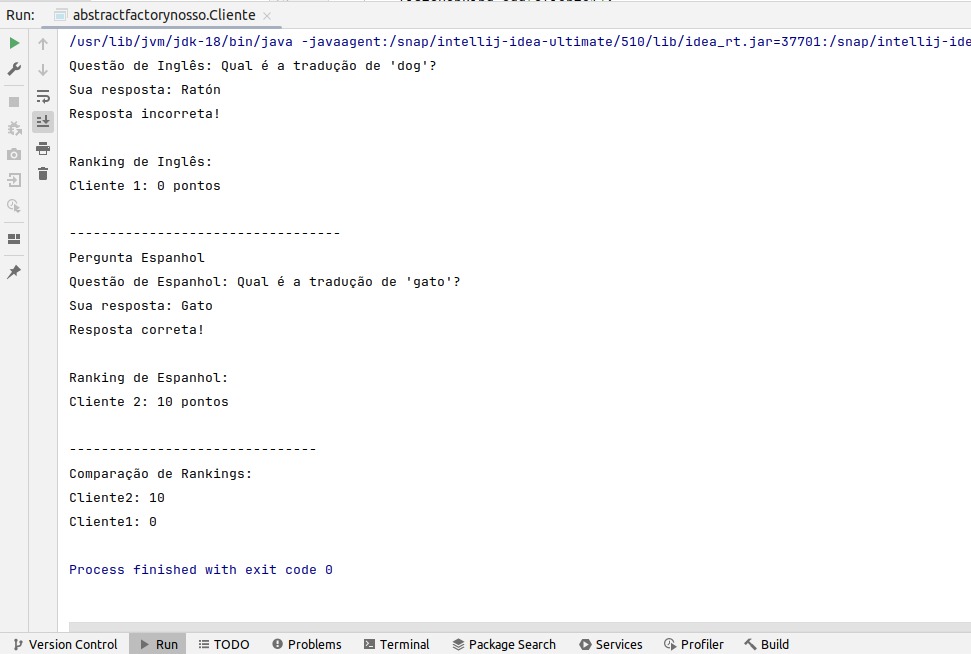 Run: abstractfactorynosso.Cliente
/usr/lib/jvm/jdk-18/bin/java -javaagent:/snap/intellij-idea-ultimate/510/lib/idea_rt.jar=37701:/snap/intellij-ide
Questão de Inglês: Qual é a tradução de 'dog'?
Sua resposta: Ratón
Resposta incorreta!
Ranking de Inglês:
Cliente 1: 0 pontos
----------------------------------
Pergunta Espanhol
Questão de Espanhol: Qual é a tradução de 'gato'?
Sua resposta: Gato
Resposta correta!
Ranking de Espanhol:
Cliente 2: 10 pontos
-------------------------------
Comparação de Rankings:
Cliente2: 10
Cliente1: 0
Process finished with exit code 0
Version Control Run TODO Problems Terminal Package Search Services Profiler Build